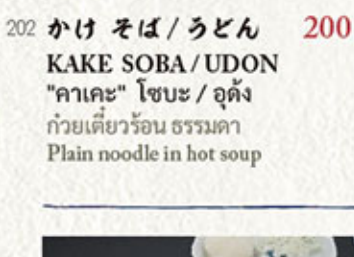 202 かけ そば / うどん 200
KAKE SOBA / UDON
"คาเคะ" โซบะ / อุด้ง
ก๋วยเตี๋ยวร้อน ธรรมดา
Plain noodle in hot soup